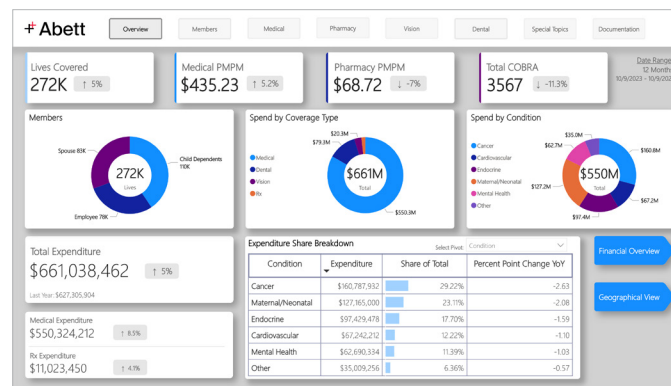 Abett
Overview
Members
Medical
Pharmacy
Vision
Dental
Special Topics
Documentation
Lives Covered
272K ↑ 5%
Medical PMPM
$435.23 ↑ 5.2%
Pharmacy PMPM
$68.72 ↓ -7%
Total COBRA
3567 ↓ -11.3%
Date Range
12 Month
10/9/2023 - 10/9/202
Members
Spouse 83K
Child Dependents
110K
272K
Lives
Employee 78K
Spend by Coverage Type
Medical
Dental
Vision
Rx
$20.3M
$79.3M
$661M
Total
$550.3M
Spend by Condition
Cancer
Cardiovascular
Endocrine
Maternal/Neonatal
Mental Health
Other
$35.0M
$62.7M
$160.8M
$550M
Total
$127.2M
$67.2M
$97.4M
Total Expenditure
$661,038,462 ↑ 5%
Last Year: $627,305,904
Medical Expenditure
$550,324,212 ↑ 8.5%
Rx Expenditure
$11,023,450 ↑ 4.1%
Expenditure Share Breakdown
Select Pivot: Condition
Condition Expenditure Share of Total Percent Point Change YoY
Cancer $160,787,932 29.22% -2.63
Maternal/Neonatal $127,165,000 23.11% -2.08
Endocrine $97,429,478 17.70% -1.59
Cardiovascular $67,242,212 12.22% -1.10
Mental Health $62,690,334 11.39% -1.03
Other $35,009,256 6.36% -0.57
Financial Overview
Geographical View